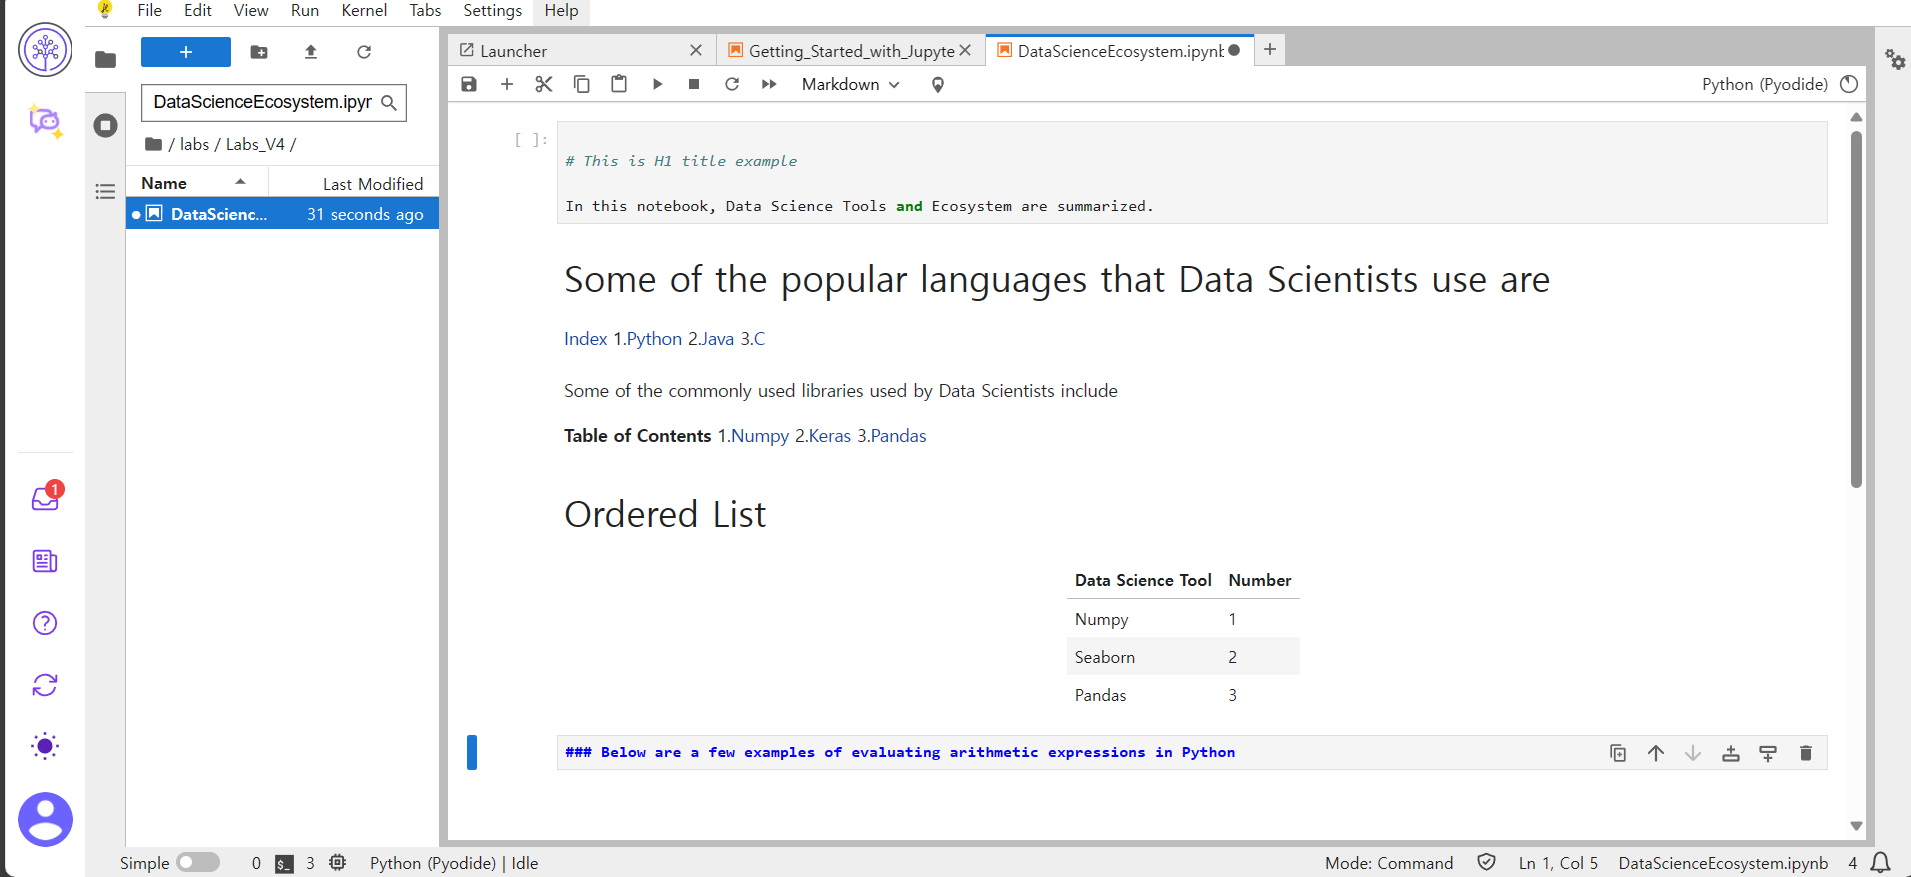 File Edit View Run Kernel Tabs Settings Help
+
DataScienceEcosystem.ipyr
/ labs / Labs_V4 /
Name Last Modified
DataScienc... 31 seconds ago
Launcher Getting_Started_with_Jupyte DataScienceEcosystem.ipynb
Markdown Python (Pyodide)
[ ]:
# This is H1 title example
In this notebook, Data Science Tools and Ecosystem are summarized.
Some of the popular languages that Data Scientists use are
Index 1.Python 2.Java 3.C
Some of the commonly used libraries used by Data Scientists include
Table of Contents 1.Numpy 2.Keras 3.Pandas
Ordered List
Data Science Tool Number
Numpy 1
Seaborn 2
Pandas 3
### Below are a few examples of evaluating arithmetic expressions in Python
1
Simple 0 $_ 3 Python (Pyodide) | Idle Mode: Command Ln 1, Col 5 DataScienceEcosystem.ipynb 4